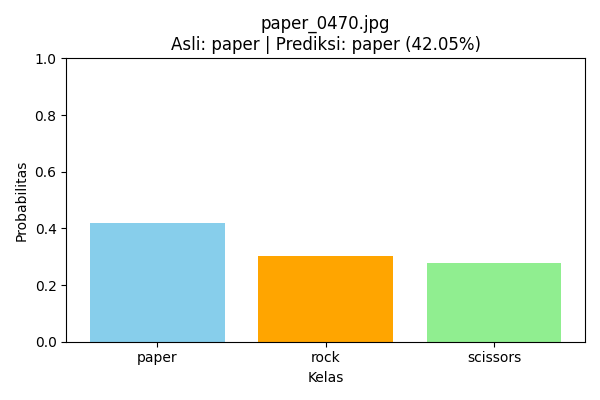 paper_0470.jpg
Asli: paper | Prediksi: paper (42.05%)
1.0
0.8
0.6
0.4
0.2
0.0
Probabilitas
paper
rock
scissors
Kelas